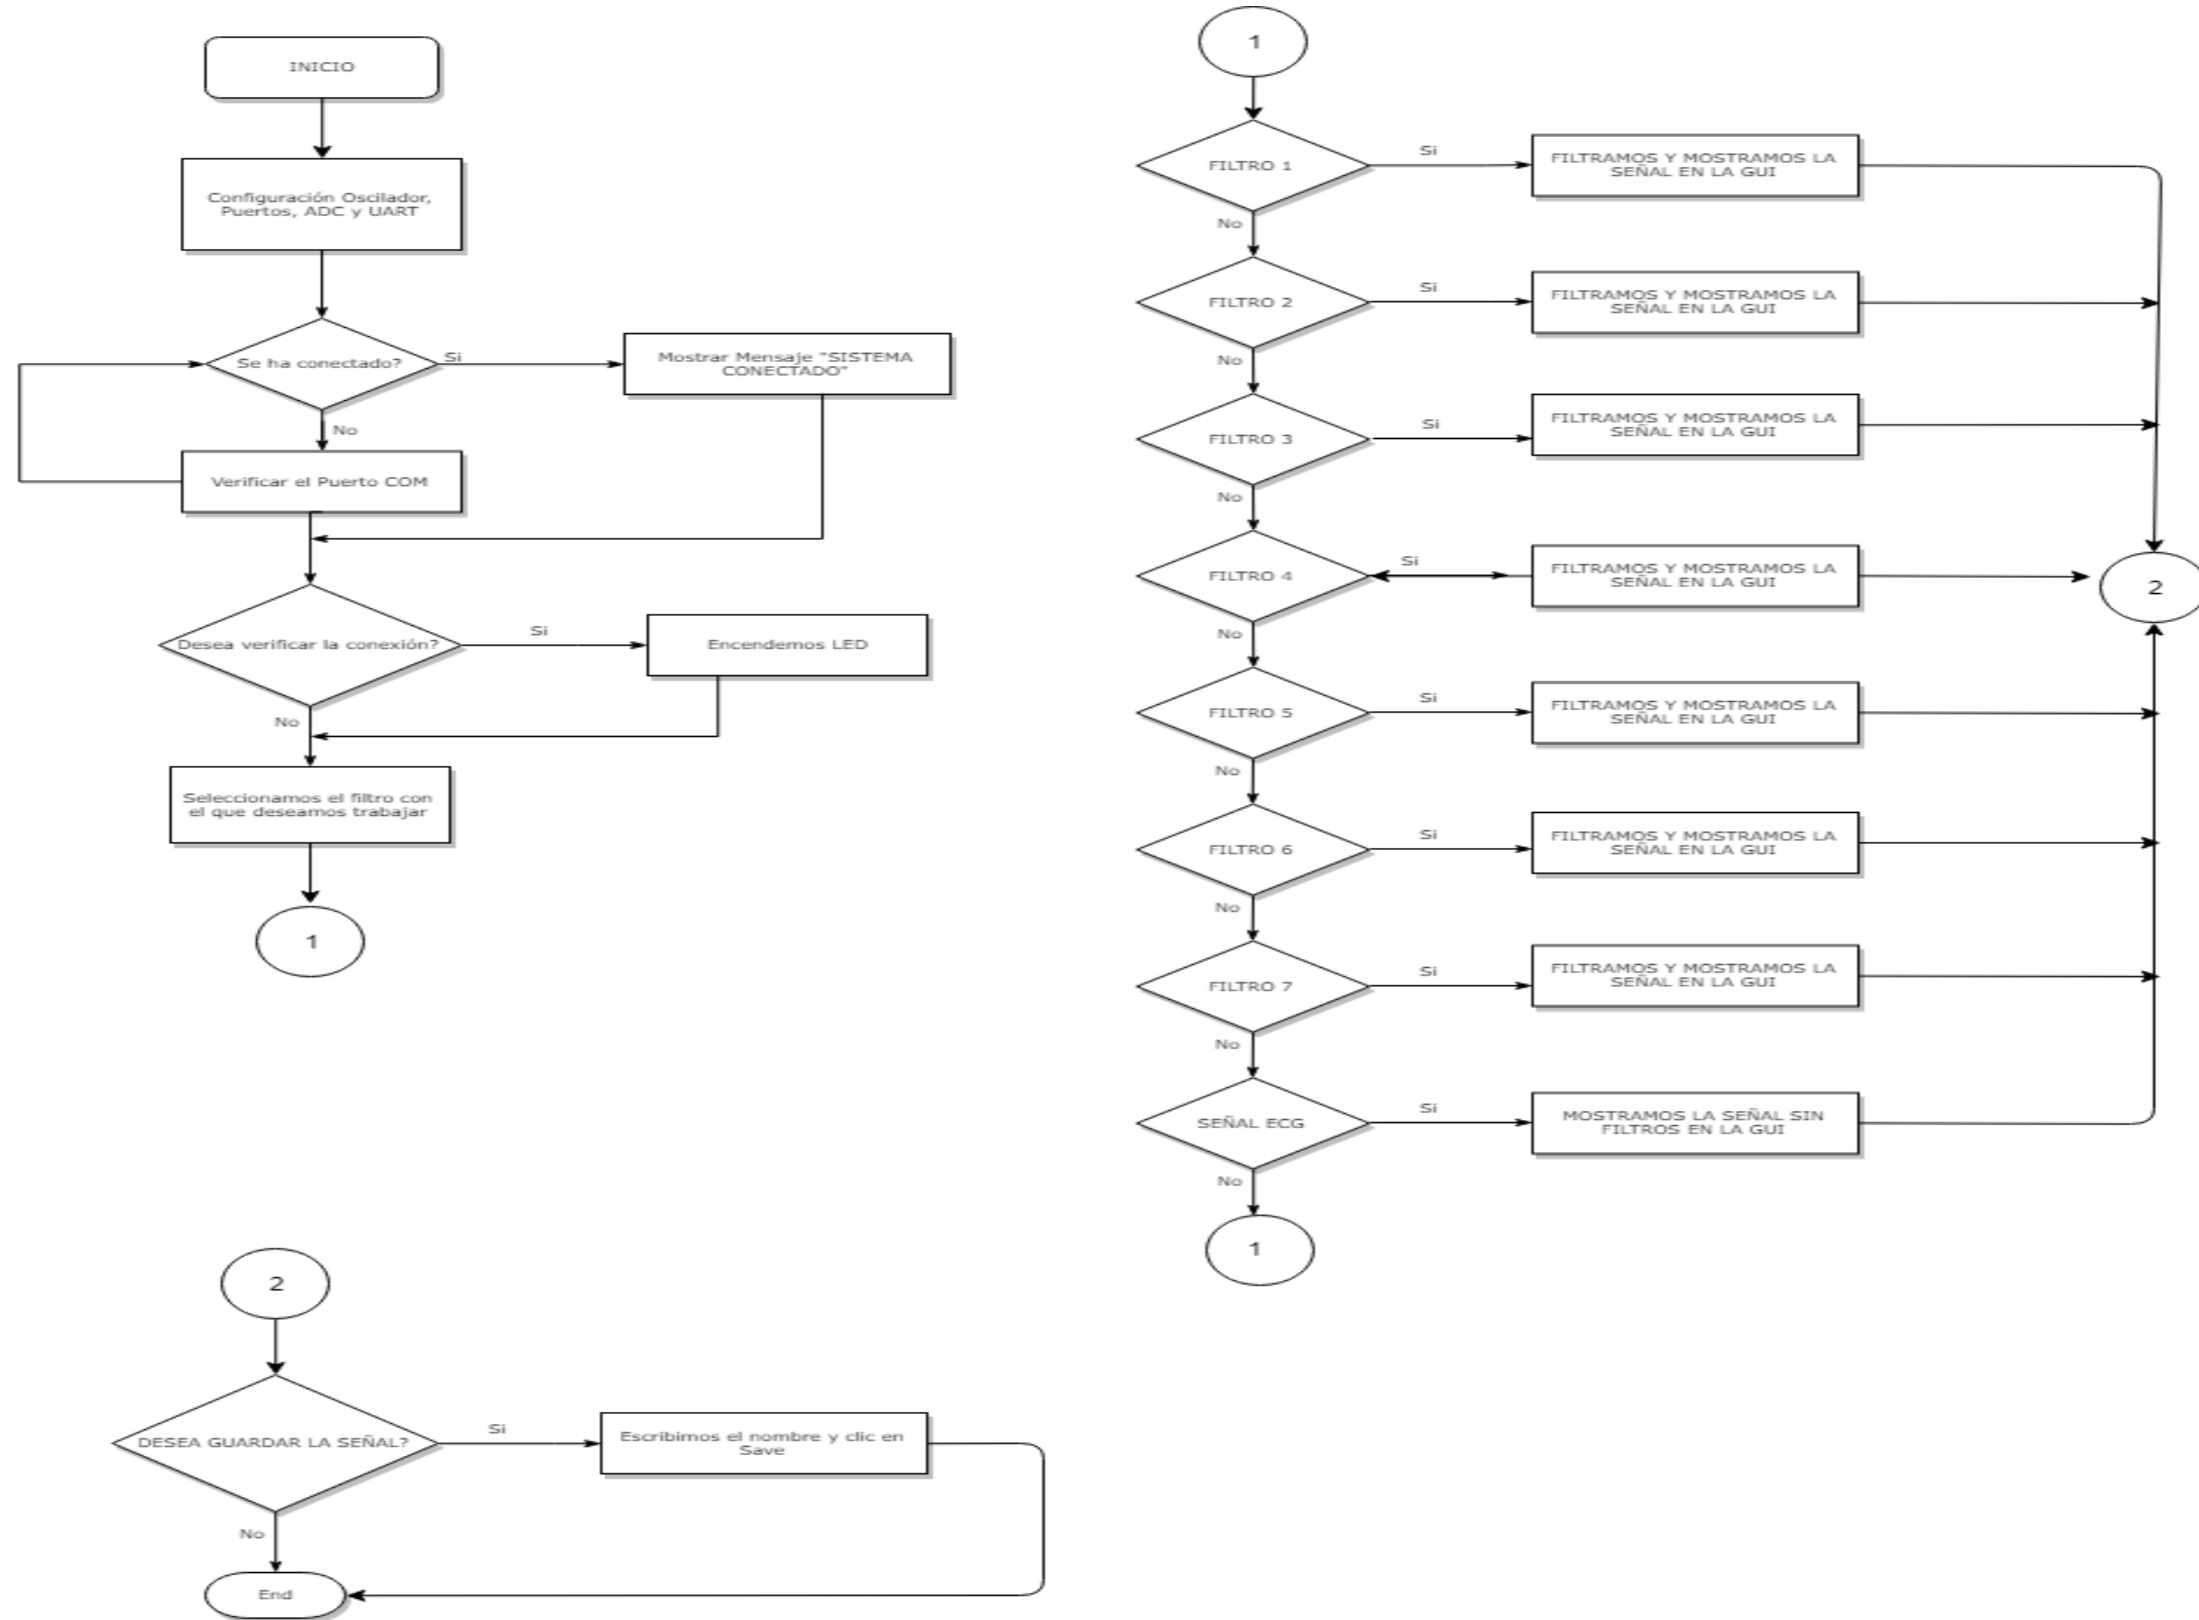 INICIO
Configuración Oscilador,
Puertos, ADC y UART
Se ha conectado?
Si
Mostrar Mensaje "SISTEMA
CONECTADO"
No
Verificar el Puerto COM
Desea verificar la conexión?
Si
Encendemos LED
No
Seleccionamos el filtro con
el que deseamos trabajar
1
1
FILTRO 1
Si
FILTRAMOS Y MOSTRAMOS LA
SEÑAL EN LA GUI
No
FILTRO 2
Si
FILTRAMOS Y MOSTRAMOS LA
SEÑAL EN LA GUI
No
FILTRO 3
Si
FILTRAMOS Y MOSTRAMOS LA
SEÑAL EN LA GUI
No
FILTRO 4
Si
FILTRAMOS Y MOSTRAMOS LA
SEÑAL EN LA GUI
2
No
FILTRO 5
Si
FILTRAMOS Y MOSTRAMOS LA
SEÑAL EN LA GUI
No
FILTRO 6
Si
FILTRAMOS Y MOSTRAMOS LA
SEÑAL EN LA GUI
No
FILTRO 7
Si
FILTRAMOS Y MOSTRAMOS LA
SEÑAL EN LA GUI
No
SEÑAL ECG
Si
MOSTRAMOS LA SEÑAL SIN
FILTROS EN LA GUI
No
1
2
DESEA GUARDAR LA SEÑAL?
Si
Escribimos el nombre y clic en
Save
No
End